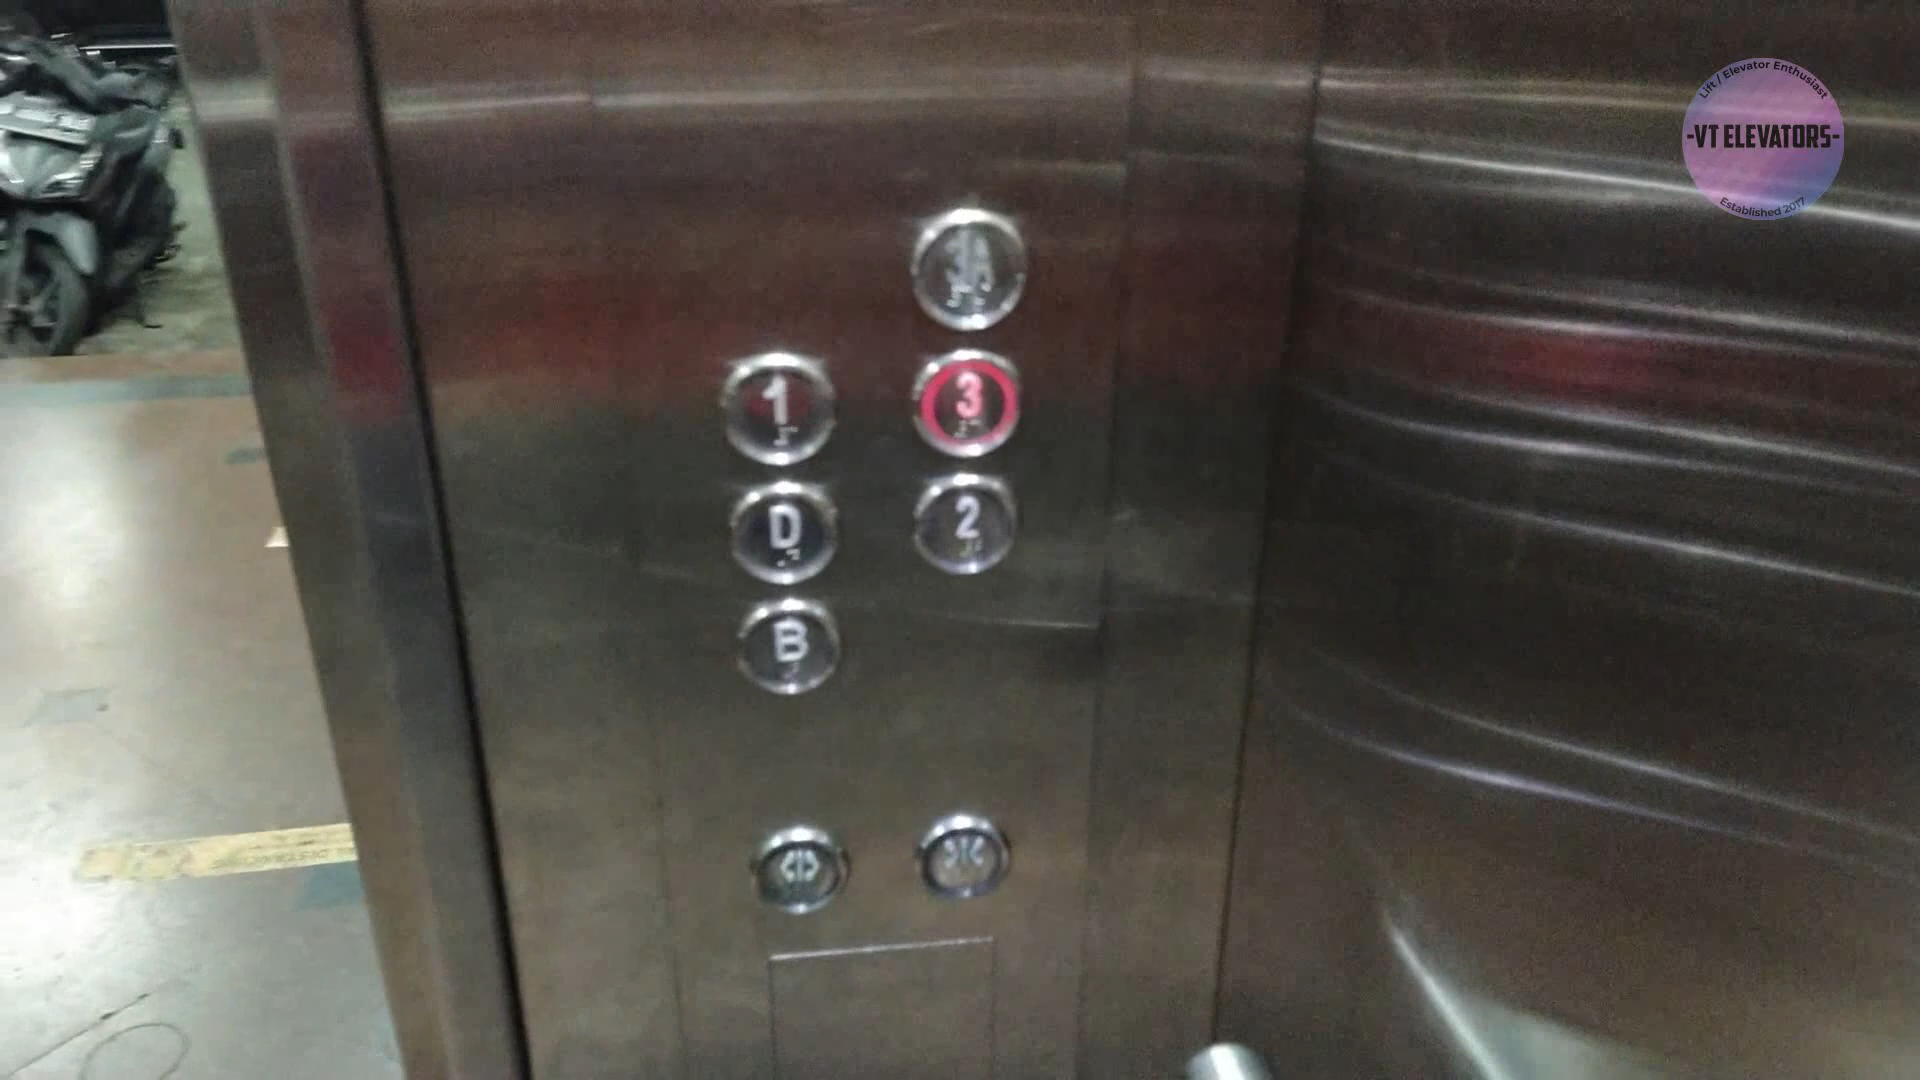 Lift / Elevator Enthusiast
-VT ELEVATORS-
Established 2017
3A
1 3
D 2
B